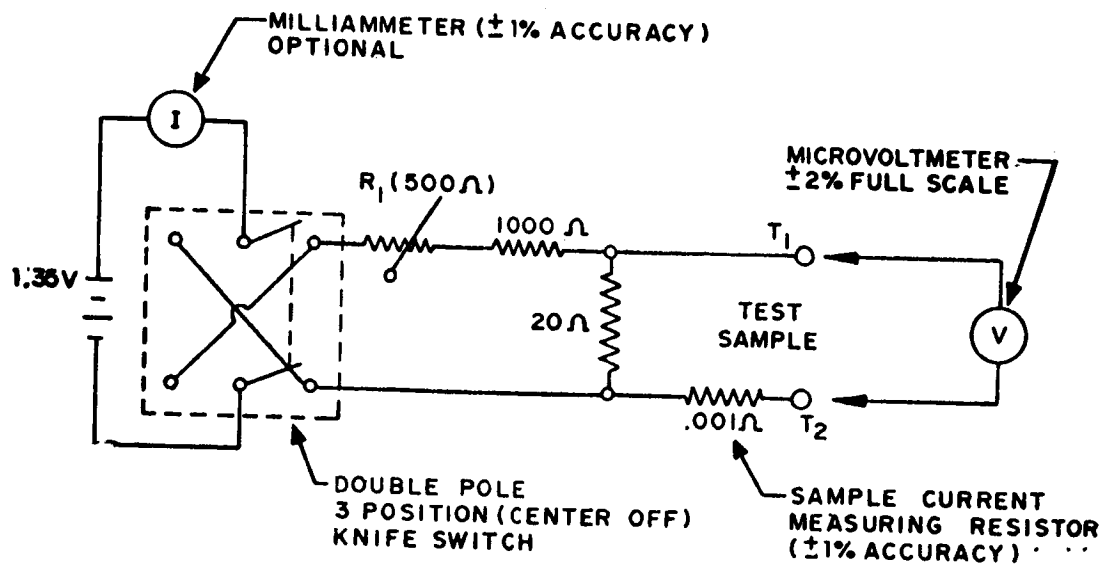 MILLIAMMETER (±1% ACCURACY)
OPTIONAL
I
MICROVOLTMETER
±2% FULL SCALE
R1 (500Ω)
1000 Ω
T1
1.35V
20Ω
TEST
SAMPLE
V
.001Ω
T2
DOUBLE POLE
3 POSITION (CENTER OFF)
KNIFE SWITCH
SAMPLE CURRENT
MEASURING RESISTOR
(±1% ACCURACY)